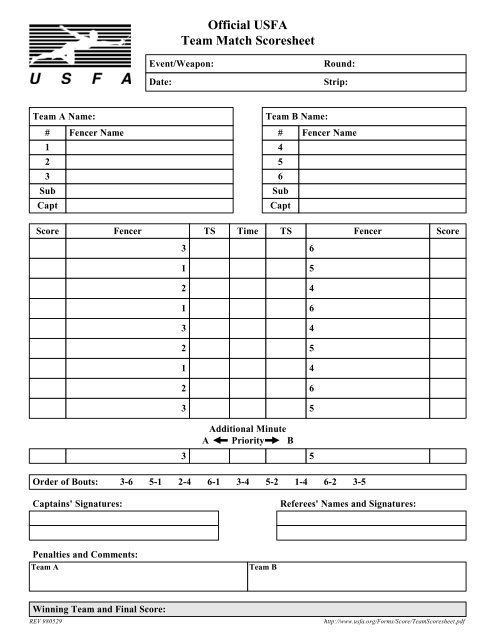 Official USFA
Team Match Scoresheet
USFA
Event/Weapon: Round:
Date: Strip:
Team A Name: Team B Name:
# Fencer Name # Fencer Name
1 4
2 5
3 6
Sub Sub
Capt Capt
Score Fencer TS Time TS Fencer Score
3 6
1 5
2 4
1 6
3 4
2 5
1 4
2 6
3 5
Additional Minute
A Priority B
3 5
Order of Bouts: 3-6 5-1 2-4 6-1 3-4 5-2 1-4 6-2 3-5
Captains' Signatures: Referees' Names and Signatures:
Penalties and Comments:
Team A Team B
Winning Team and Final Score:
REV 980529 http://www.usfa.org/Forms/Score/TeamScoresheet.pdf